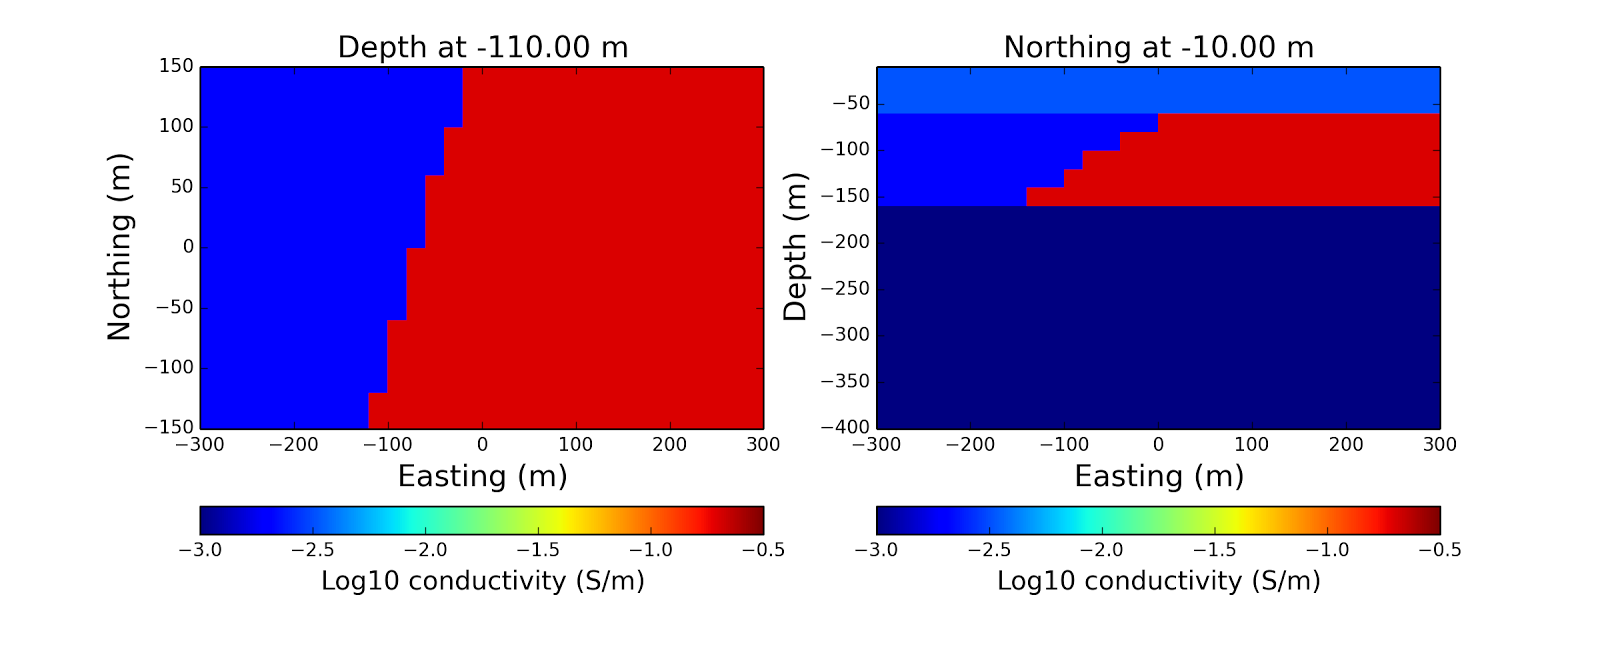 Depth at -110.00 m
150
100
50
0
−50
−100
−150
Northing (m)
−300 −200 −100 0 100 200 300
Easting (m)
−3.0 −2.5 −2.0 −1.5 −1.0 −0.5
Log10 conductivity (S/m)
Northing at -10.00 m
−50
−100
−150
−200
−250
−300
−350
−400
Depth (m)
−300 −200 −100 0 100 200 300
Easting (m)
−3.0 −2.5 −2.0 −1.5 −1.0 −0.5
Log10 conductivity (S/m)